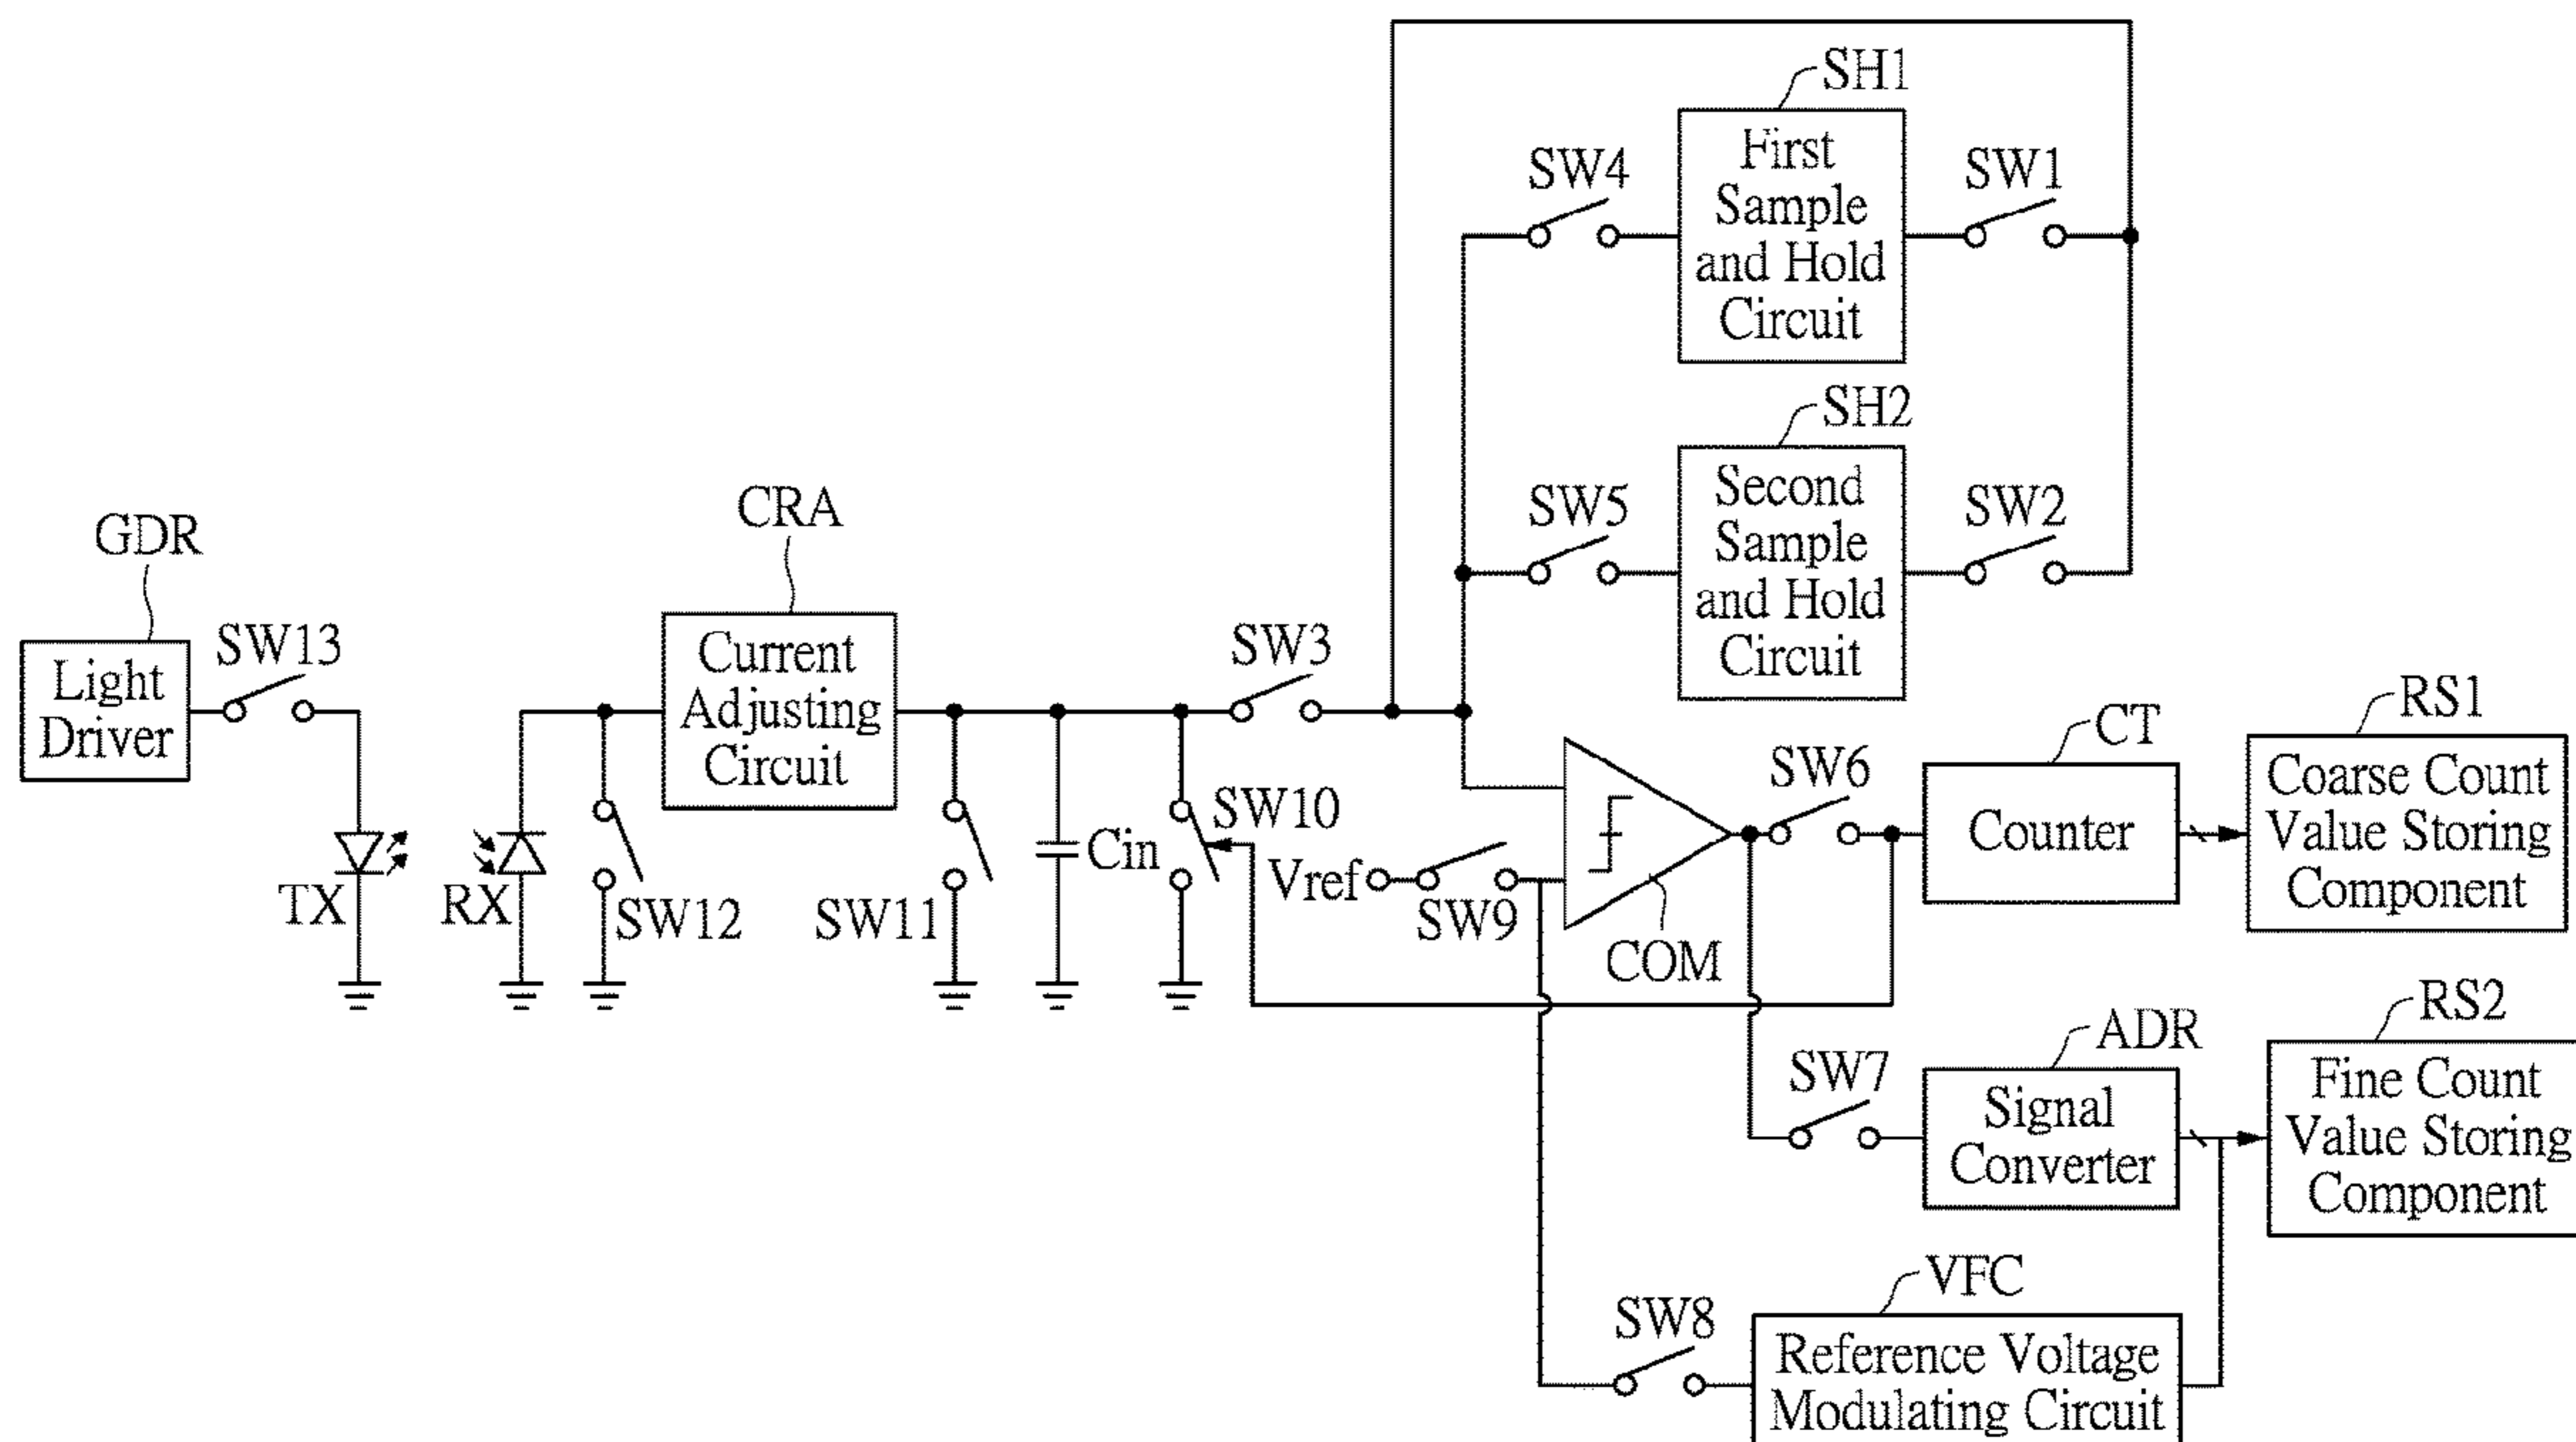 SH1
First
Sample
and Hold
Circuit
SW4
SW1
SH2
Second
Sample
and Hold
Circuit
SW5
SW2
GDR
Light
Driver
SW13
TX
RX
SW12
CRA
Current
Adjusting
Circuit
SW11
Cin
SW10
SW3
Vref
SW9
COM
SW6
CT
Counter
RS1
Coarse Count
Value Storing
Component
SW7
ADR
Signal
Converter
RS2
Fine Count
Value Storing
Component
SW8
VFC
Reference Voltage
Modulating Circuit